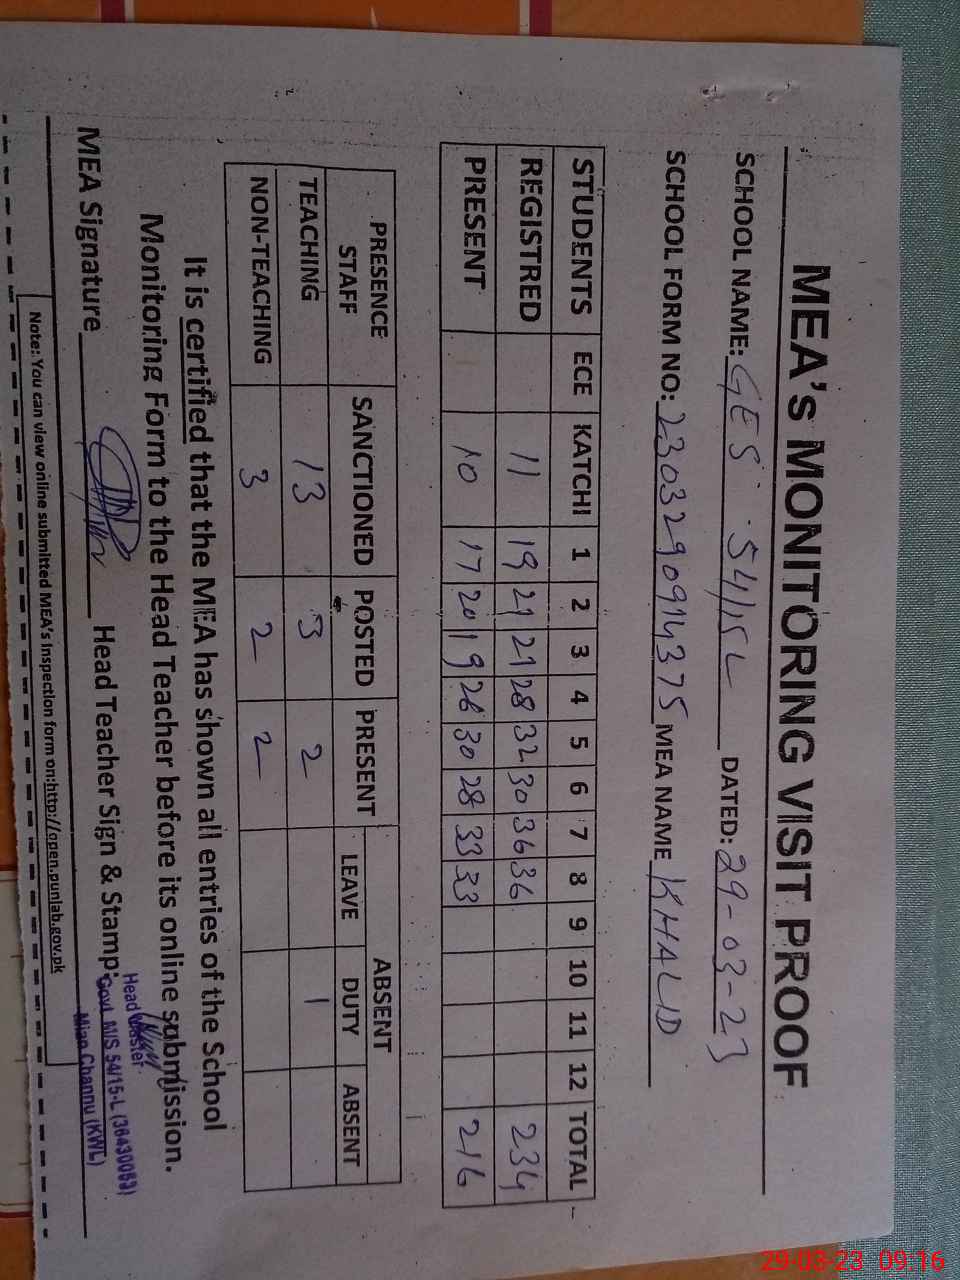 MEA's MONITORING VISIT PROOF
SCHOOL NAME: GES 54/15L DATED: 29-03-23
SCHOOL FORM NO: 230329091437 5 MEA NAME KHALID
STUDENTS ECE KATCHI 1 2 3 4 5 6 7 8 9 10 11 12 TOTAL
REGISTRED 11 19 21 21 28 32 30 36 36 234
PRESENT 10 17 20 19 26 30 28 33 33 216
PRESENCE STAFF SANCTIONED POSTED PRESENT ABSENT
LEAVE DUTY ABSENT
TEACHING 13 3 2 1
NON-TEACHING 3 2 2
It is certified that the MEA has shown all entries of the School
Monitoring Form to the Head Teacher before its online submission.
MEA Signature Head Teacher Sign & Stamp:
Head Master
Govt. M/S 54/15-L (36430053)
Mian Channu (KWL)
Note:. You can view online submitted MEA's Inspection form on:http://open.punlab.gov.pk
29-03-23 09:16